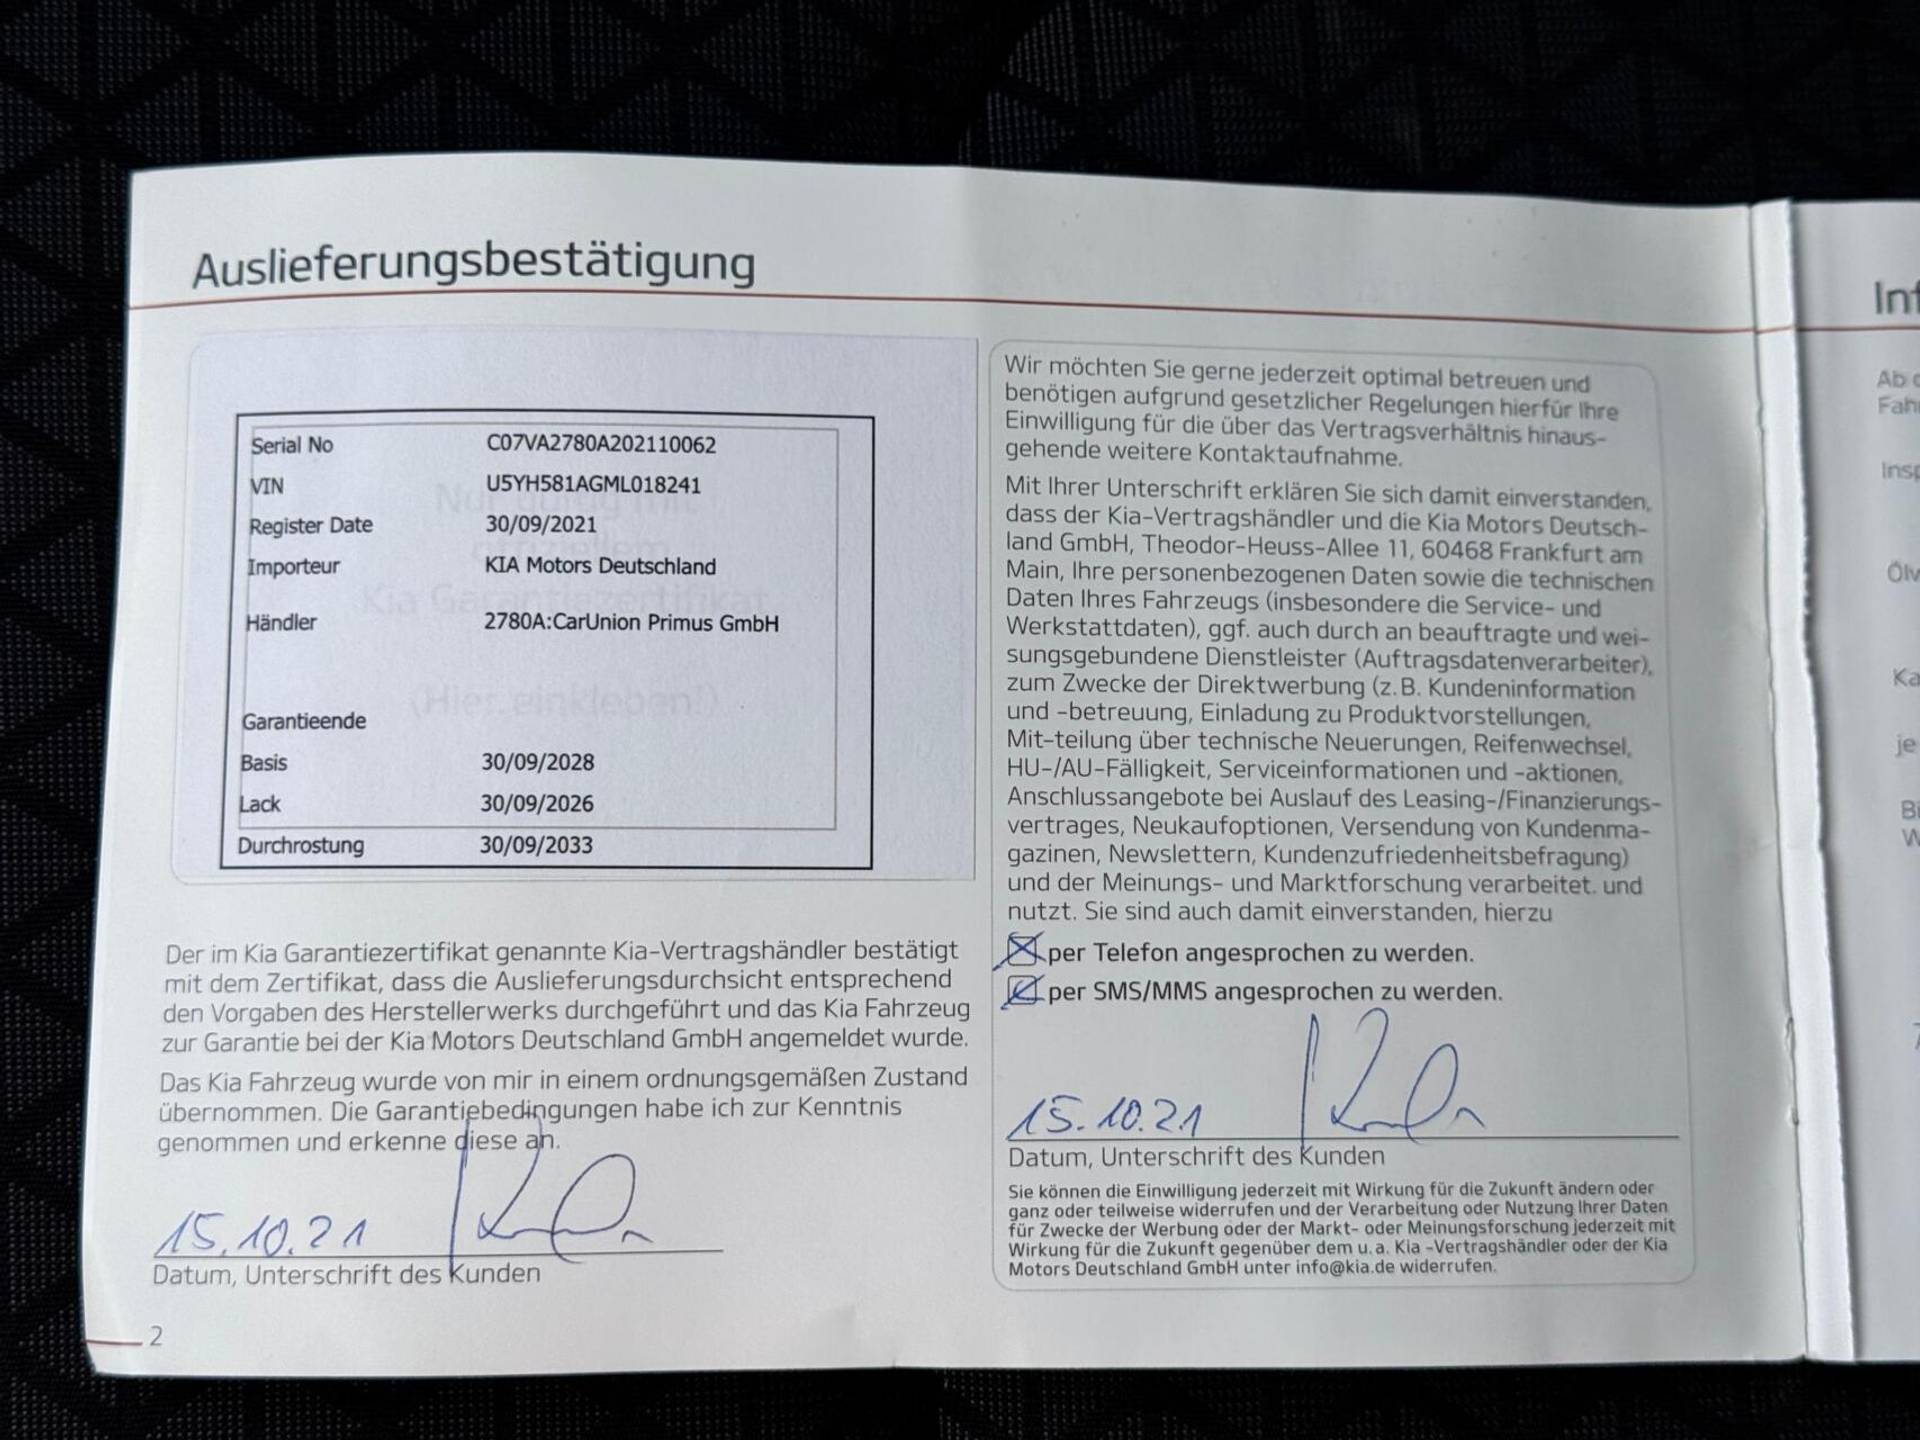 Auslieferungsbestätigung
Serial No C07VA2780A202110062
VIN U5YH581AGML018241
Register Date 30/09/2021
Importeur KIA Motors Deutschland
Händler 2780A:CarUnion Primus GmbH
Garantieende
Basis 30/09/2028
Lack 30/09/2026
Durchrostung 30/09/2033
Kia Garantiezertifikat
(Hier einkleben!)
Der im Kia Garantiezertifikat genannte Kia-Vertragshändler bestätigt
mit dem Zertifikat, dass die Auslieferungsdurchsicht entsprechend
den Vorgaben des Herstellerwerks durchgeführt und das Kia Fahrzeug
zur Garantie bei der Kia Motors Deutschland GmbH angemeldet wurde.
Das Kia Fahrzeug wurde von mir in einem ordnungsgemäßen Zustand
übernommen. Die Garantiebedingungen habe ich zur Kenntnis
genommen und erkenne diese an.
15.10.21
Datum, Unterschrift des Kunden
2
Wir möchten Sie gerne jederzeit optimal betreuen und
benötigen aufgrund gesetzlicher Regelungen hierfür Ihre
Einwilligung für die über das Vertragsverhältnis hinaus-
gehende weitere Kontaktaufnahme.
Mit Ihrer Unterschrift erklären Sie sich damit einverstanden,
dass der Kia-Vertragshändler und die Kia Motors Deutsch-
land GmbH, Theodor-Heuss-Allee 11, 60468 Frankfurt am
Main, Ihre personenbezogenen Daten sowie die technischen
Daten Ihres Fahrzeugs (insbesondere die Service- und
Werkstattdaten), ggf. auch durch an beauftragte und wei-
sungsgebundene Dienstleister (Auftragsdatenverarbeiter),
zum Zwecke der Direktwerbung (z.B. Kundeninformation
und -betreuung, Einladung zu Produktvorstellungen,
Mit-teilung über technische Neuerungen, Reifenwechsel,
HU-/AU-Fälligkeit, Serviceinformationen und -aktionen,
Anschlussangebote bei Auslauf des Leasing-/Finanzierungs-
vertrages, Neukaufoptionen, Versendung von Kundenma-
gazinen, Newslettern, Kundenzufriedenheitsbefragung)
und der Meinungs- und Marktforschung verarbeitet. und
nutzt. Sie sind auch damit einverstanden, hierzu
per Telefon angesprochen zu werden.
per SMS/MMS angesprochen zu werden.
15.10.21
Datum, Unterschrift des Kunden
Sie können die Einwilligung jederzeit mit Wirkung für die Zukunft ändern oder
ganz oder teilweise widerrufen und der Verarbeitung oder Nutzung Ihrer Daten
für Zwecke der Werbung oder der Markt- oder Meinungsforschung jederzeit mit
Wirkung für die Zukunft gegenüber dem u.a. Kia -Vertragshändler oder der Kia
Motors Deutschland GmbH unter info@kia.de widerrufen.